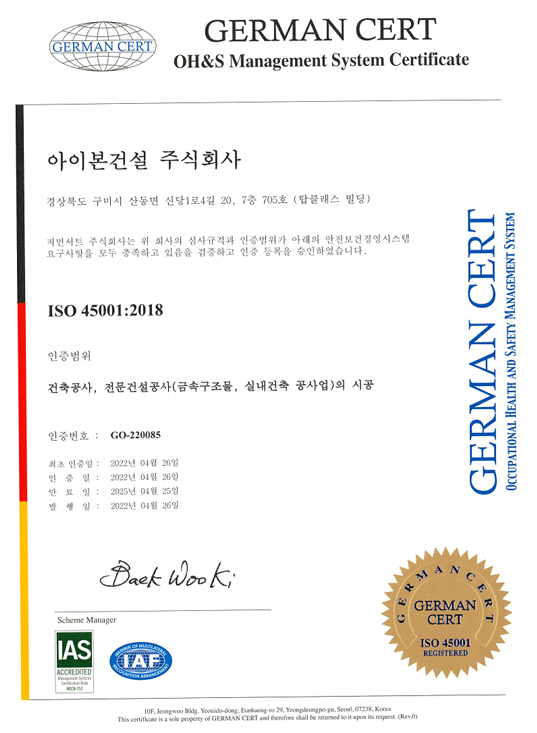 GERMAN CERT
GERMAN CERT
OH&S Management System Certificate
아이본건설 주식회사
경상북도 구미시 산동면 신당1로4길 20, 7층 705호 (탑클래스 빌딩)
저먼서트 주식회사는 위 회사의 심사규격과 인증범위가 아래의 안전보건경영시스템
요구사항을 모두 충족하고 있음을 검증하고 인증 등록을 승인하였습니다.
ISO 45001:2018
인증범위
건축공사, 전문건설공사(금속구조물, 실내건축 공사업)의 시공
인증번호 : GO-220085
최초 인증일 : 2022년 04월 26일
인 증 일 : 2022년 04월 26일
만 료 일 : 2025년 04월 25일
발 행 일 : 2022년 04월 26일
Baek Woo Ki
Scheme Manager
IAS
ACCREDITED
Management Systems
Certification Body
MSCB-252
MEMBER OF MULTILATERAL
IAF
RECOGNITION ARRANGEMENT
GERMAN CERT
GERMAN
CERT
ISO 45001
REGISTERED
GERMAN CERT
OCCUPATIONAL HEALTH AND SAFETY MANAGEMENT SYSTEM
10F, Jeongwoo Bldg. Yeouido-dong, Eunhaeng-ro 29, Yeongdeungpo-gu, Seoul, 07238, Korea
This certificate is a sole property of GERMAN CERT and therefore shall be returned to it upon its request. (Rev.0)